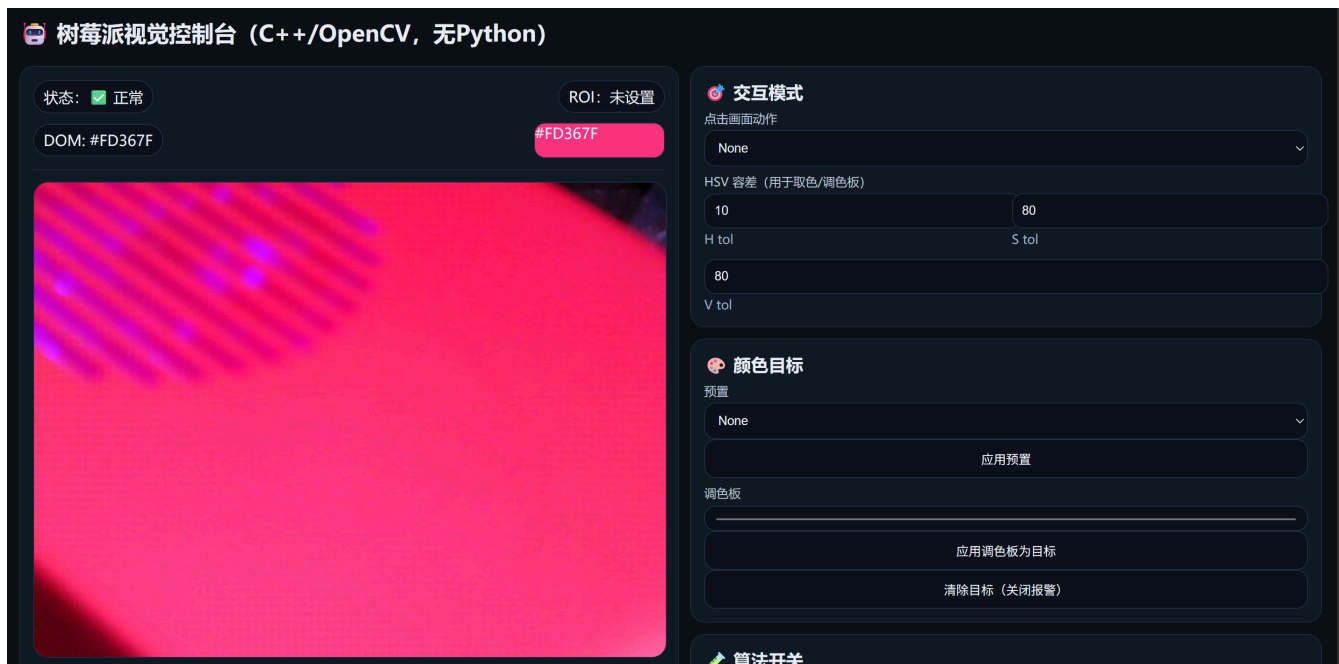 树莓派视觉控制台（C++/OpenCV，无Python）
状态： ✅ 正常
ROI：未设置
DOM: #FD367F
#FD367F
交互模式
点击画面动作
None
HSV 容差（用于取色/调色板）
10
80
H tol
S tol
80
V tol
颜色目标
预置
None
应用预置
调色板
应用调色板为目标
清除目标（关闭报警）
算法开关